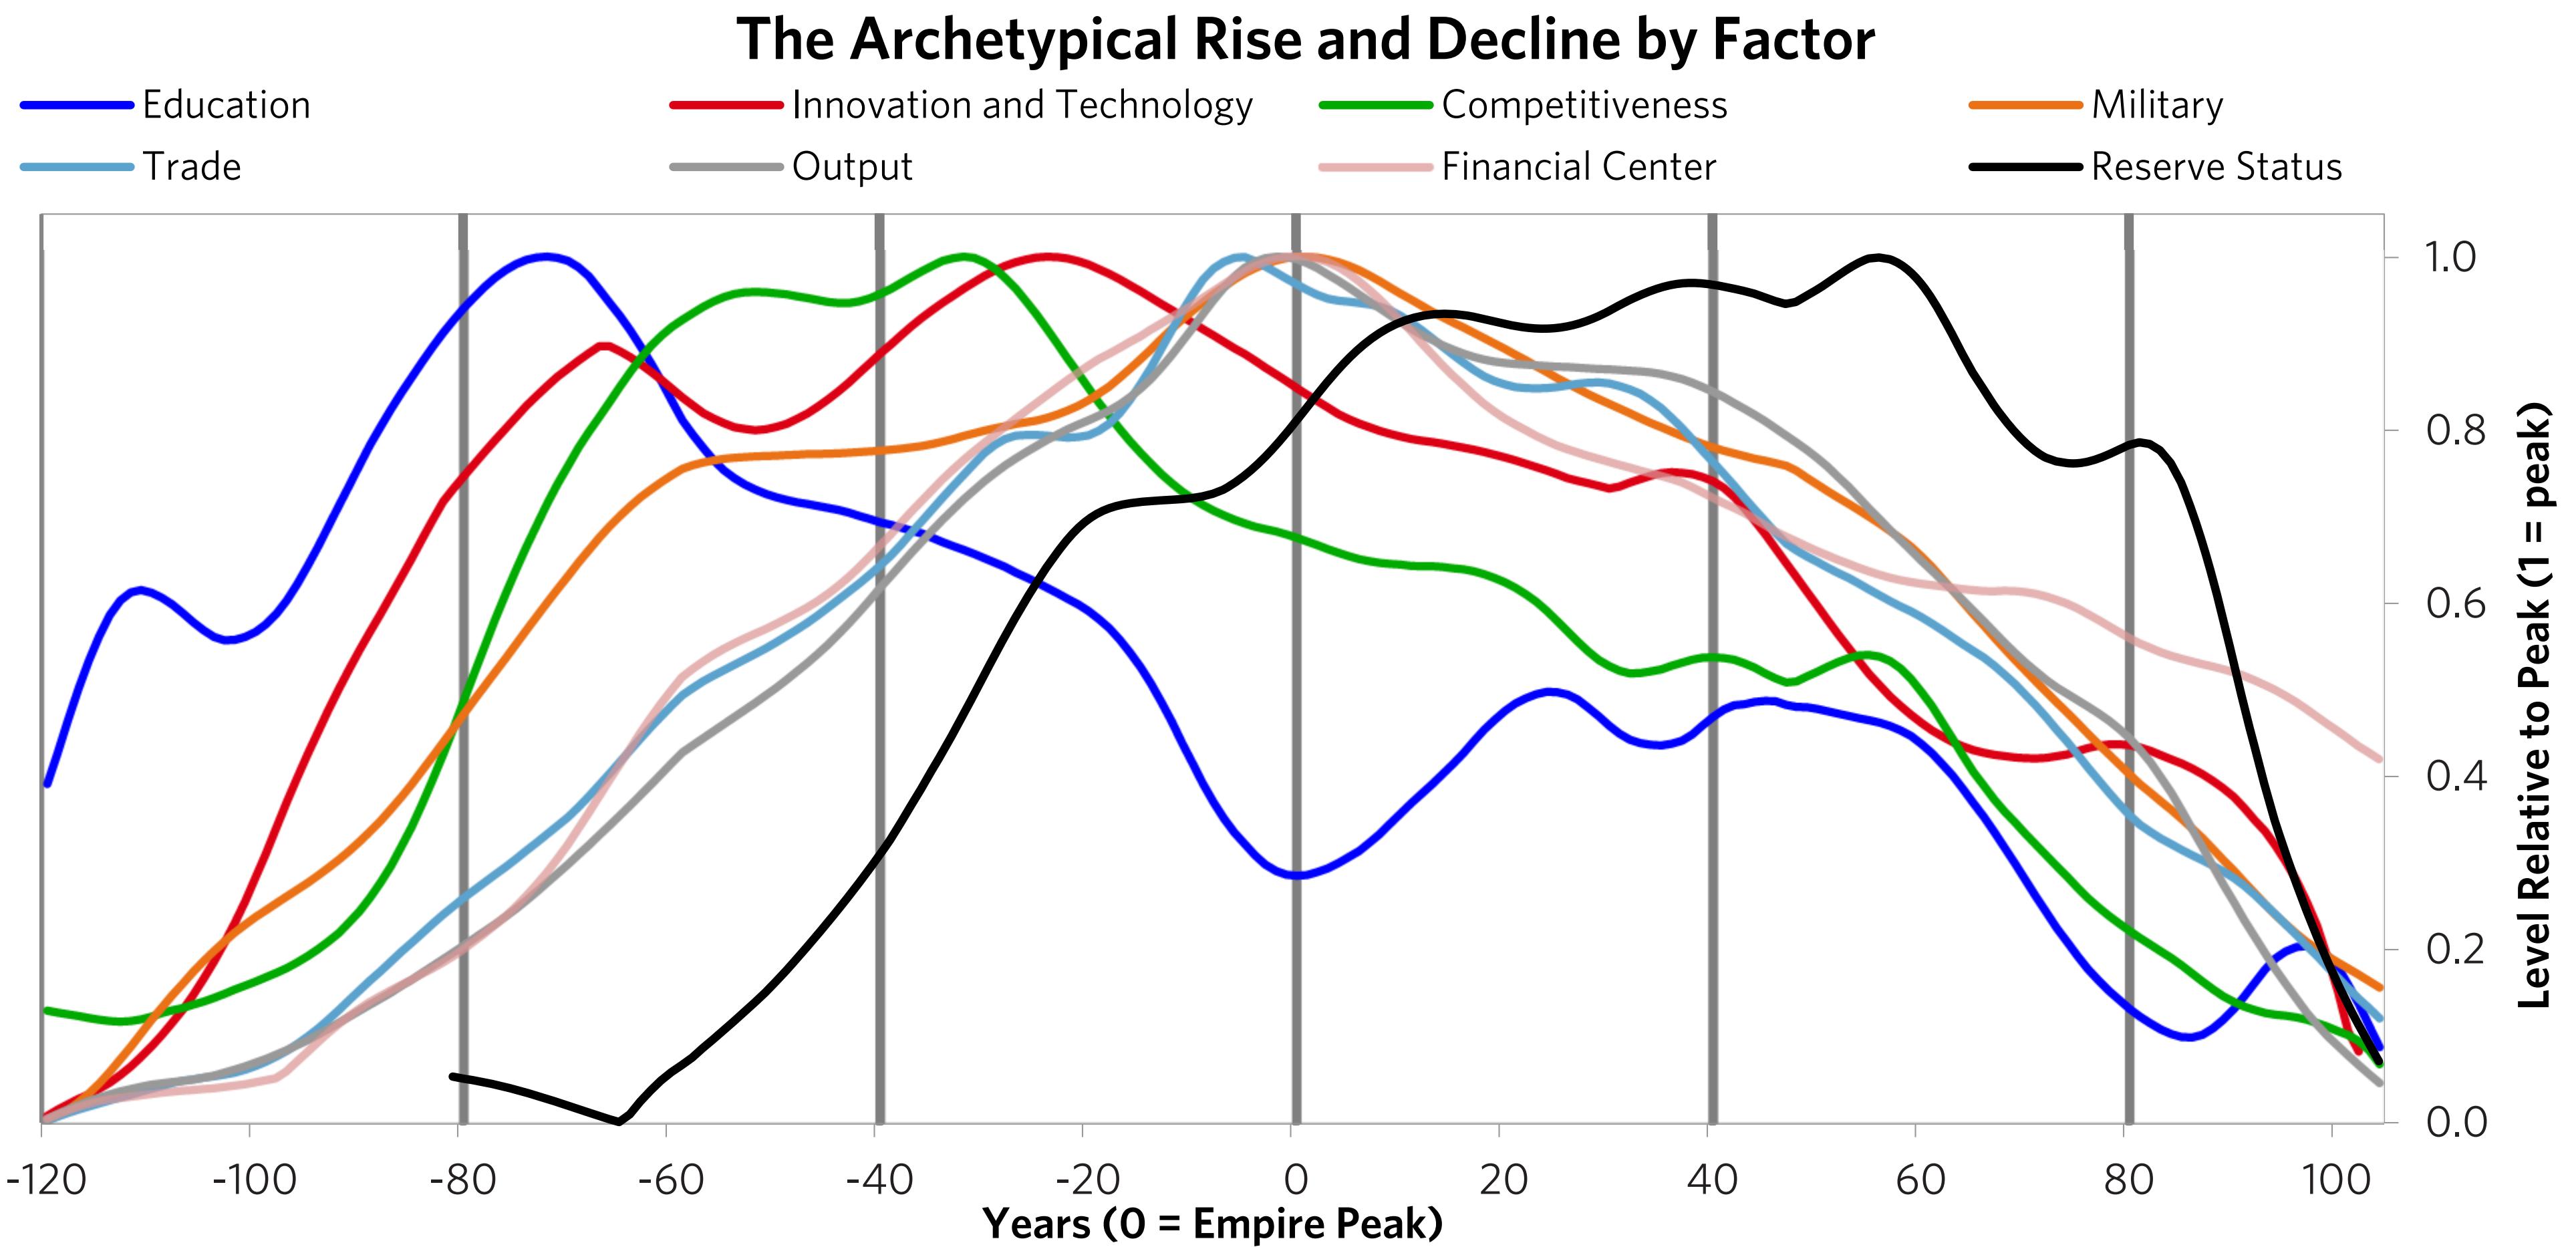 The Archetypical Rise and Decline by Factor
Education Innovation and Technology Competitiveness Military
Trade Output Financial Center Reserve Status
1.0
0.8
0.6
0.4
0.2
0.0
Level Relative to Peak (1 = peak)
-120 -100 -80 -60 -40 -20 0 20 40 60 80 100
Years (0 = Empire Peak)